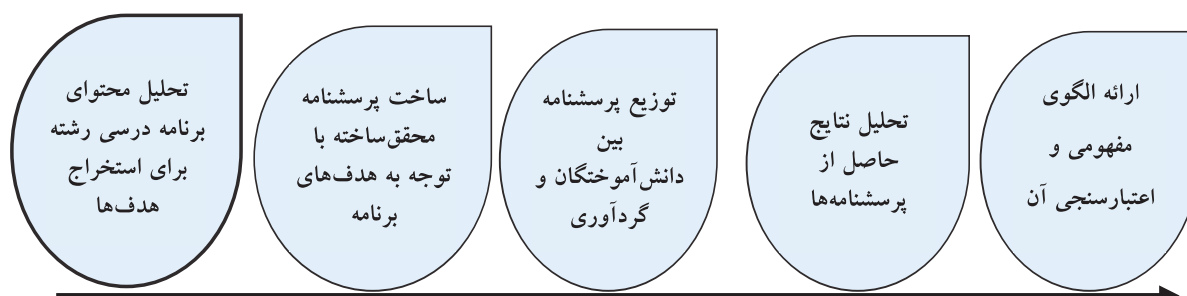 تحلیل محتوای
برنامه درسی رشته
برای استخراج
هدف‌ها
ساخت پرسشنامه
محقق‌ساخته با
توجه به هدف‌های
برنامه
توزیع پرسشنامه
بین
دانش‌آموختگان و
گردآوری
تحلیل نتایج
حاصل از
پرسشنامه‌ها
ارائه الگوی
مفهومی و
اعتبارسنجی آن